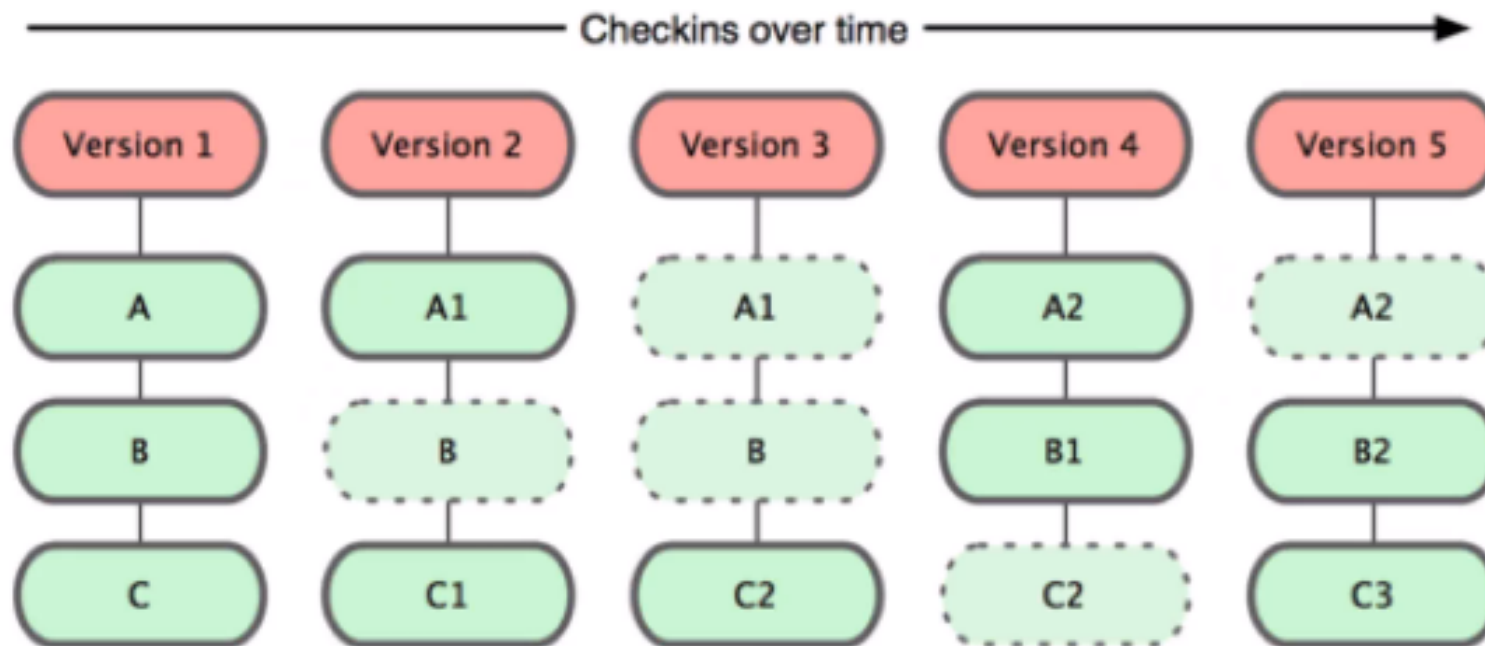 Checkins over time
Version 1 Version 2 Version 3 Version 4 Version 5
A A1 A1 A2 A2
B B B B1 B2
C C1 C2 C2 C3